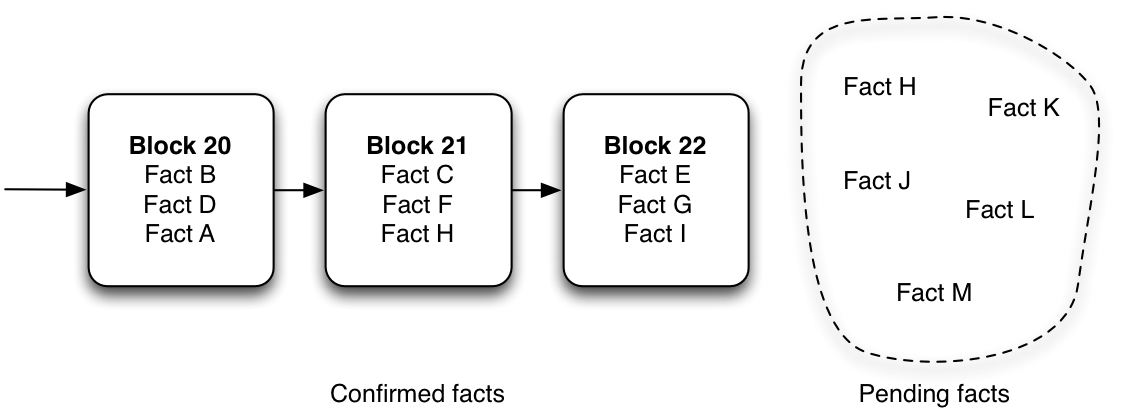 Block 20
Fact B
Fact D
Fact A
Block 21
Fact C
Fact F
Fact H
Block 22
Fact E
Fact G
Fact I
Fact H
Fact K
Fact J
Fact L
Fact M
Confirmed facts
Pending facts